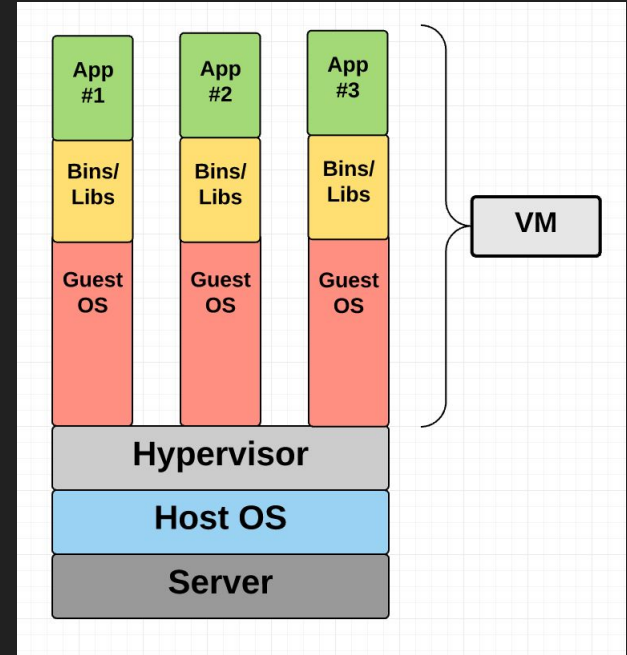 App
#1
App
#2
App
#3
Bins/
Libs
Bins/
Libs
Bins/
Libs
VM
Guest
OS
Guest
OS
Guest
OS
Hypervisor
Host OS
Server